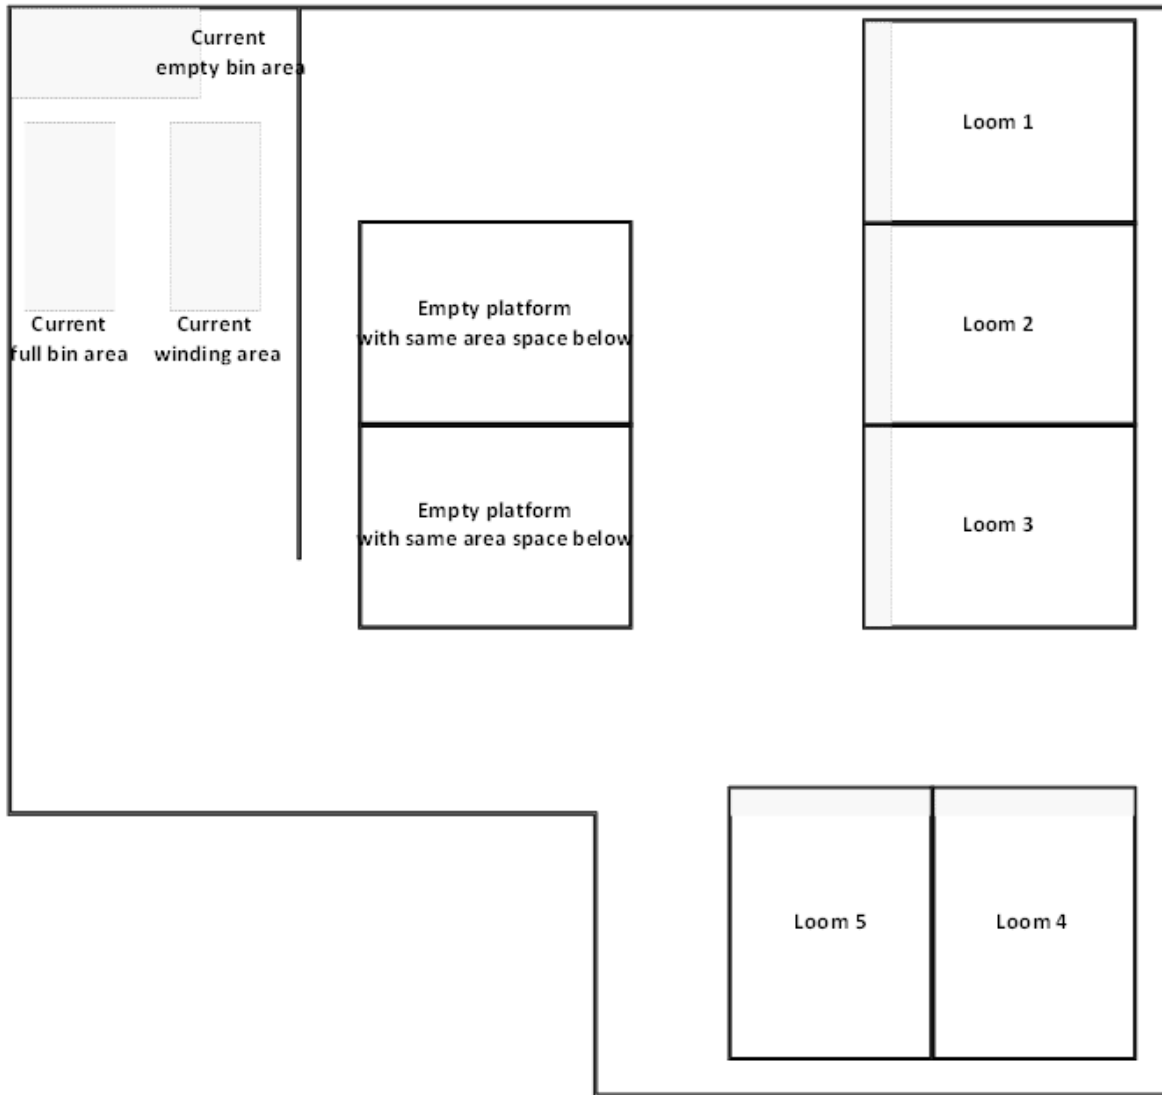 Current
empty bin area
Loom 1
Empty platform
with same area space below
Current
full bin area
Current
winding area
Loom 2
Empty platform
with same area space below
Loom 3
Loom 5
Loom 4